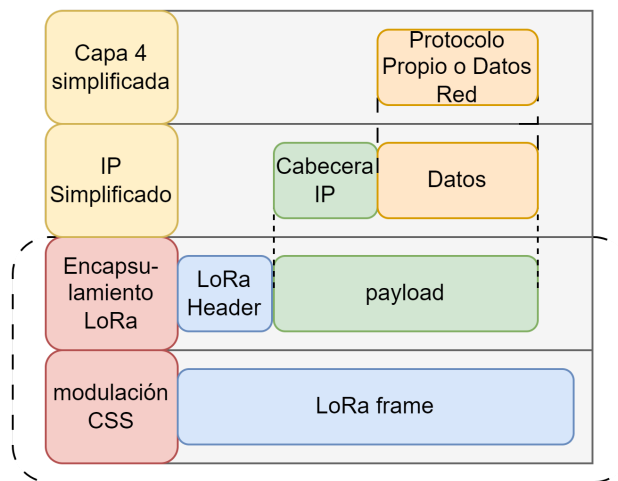 Capa 4
simplificada
Protocolo
Propio o Datos
Red
IP
Simplificado
Cabecera
IP
Datos
Encapsu-
lamiento
LoRa
LoRa
Header
payload
modulación
CSS
LoRa frame